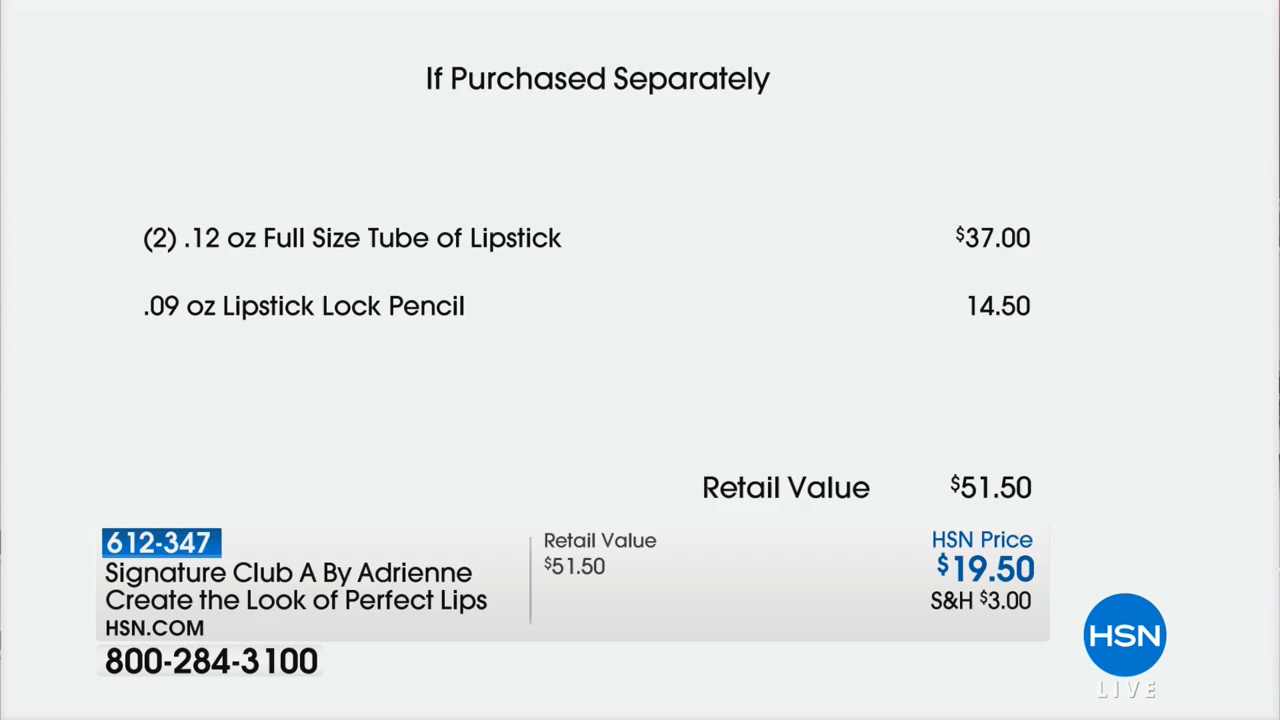 If Purchased Separately
(2) .12 oz Full Size Tube of Lipstick $37.00
.09 oz Lipstick Lock Pencil 14.50
Retail Value $51.50
612-347
Signature Club A By Adrienne
Create the Look of Perfect Lips
HSN.COM
800-284-3100
Retail Value
$51.50
HSN Price
$19.50
S&H $3.00
HSN
LIVE